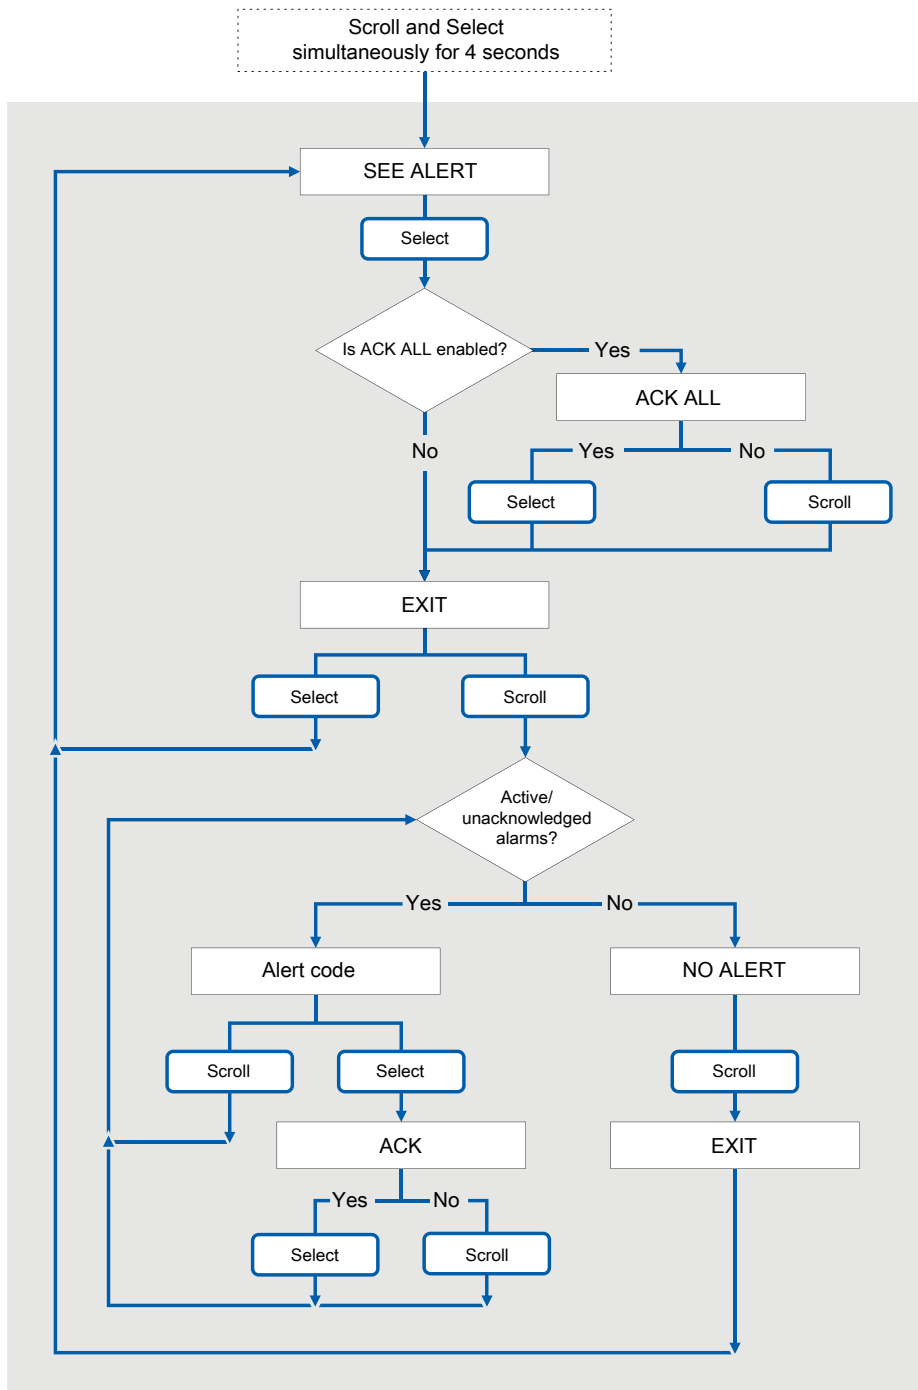 Scroll and Select
simultaneously for 4 seconds
SEE ALERT
Select
Is ACK ALL enabled?
Yes
ACK ALL
No
Yes
No
Select
Scroll
EXIT
Select
Scroll
Active/
unacknowledged
alarms?
Yes
No
Alert code
NO ALERT
Scroll
Select
Scroll
ACK
EXIT
Yes
No
Select
Scroll